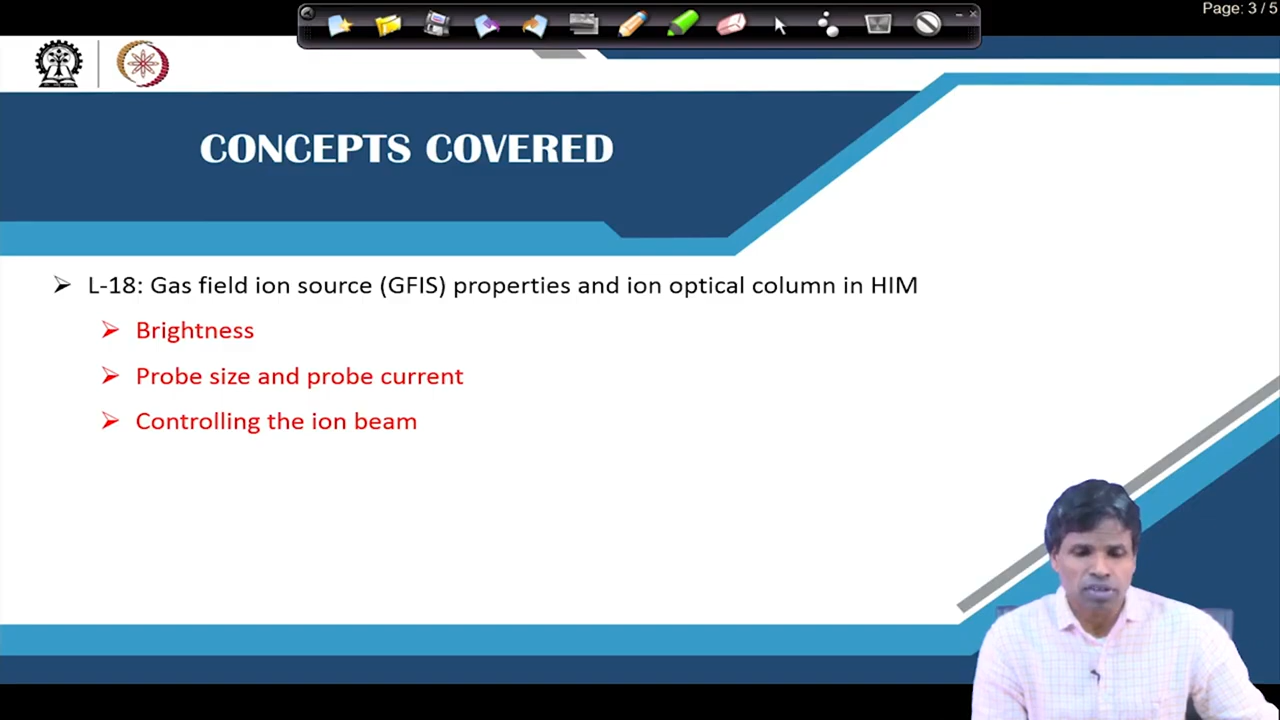 Page: 3 / 5
CONCEPTS COVERED
L-18: Gas field ion source (GFIS) properties and ion optical column in HIM
Brightness
Probe size and probe current
Controlling the ion beam